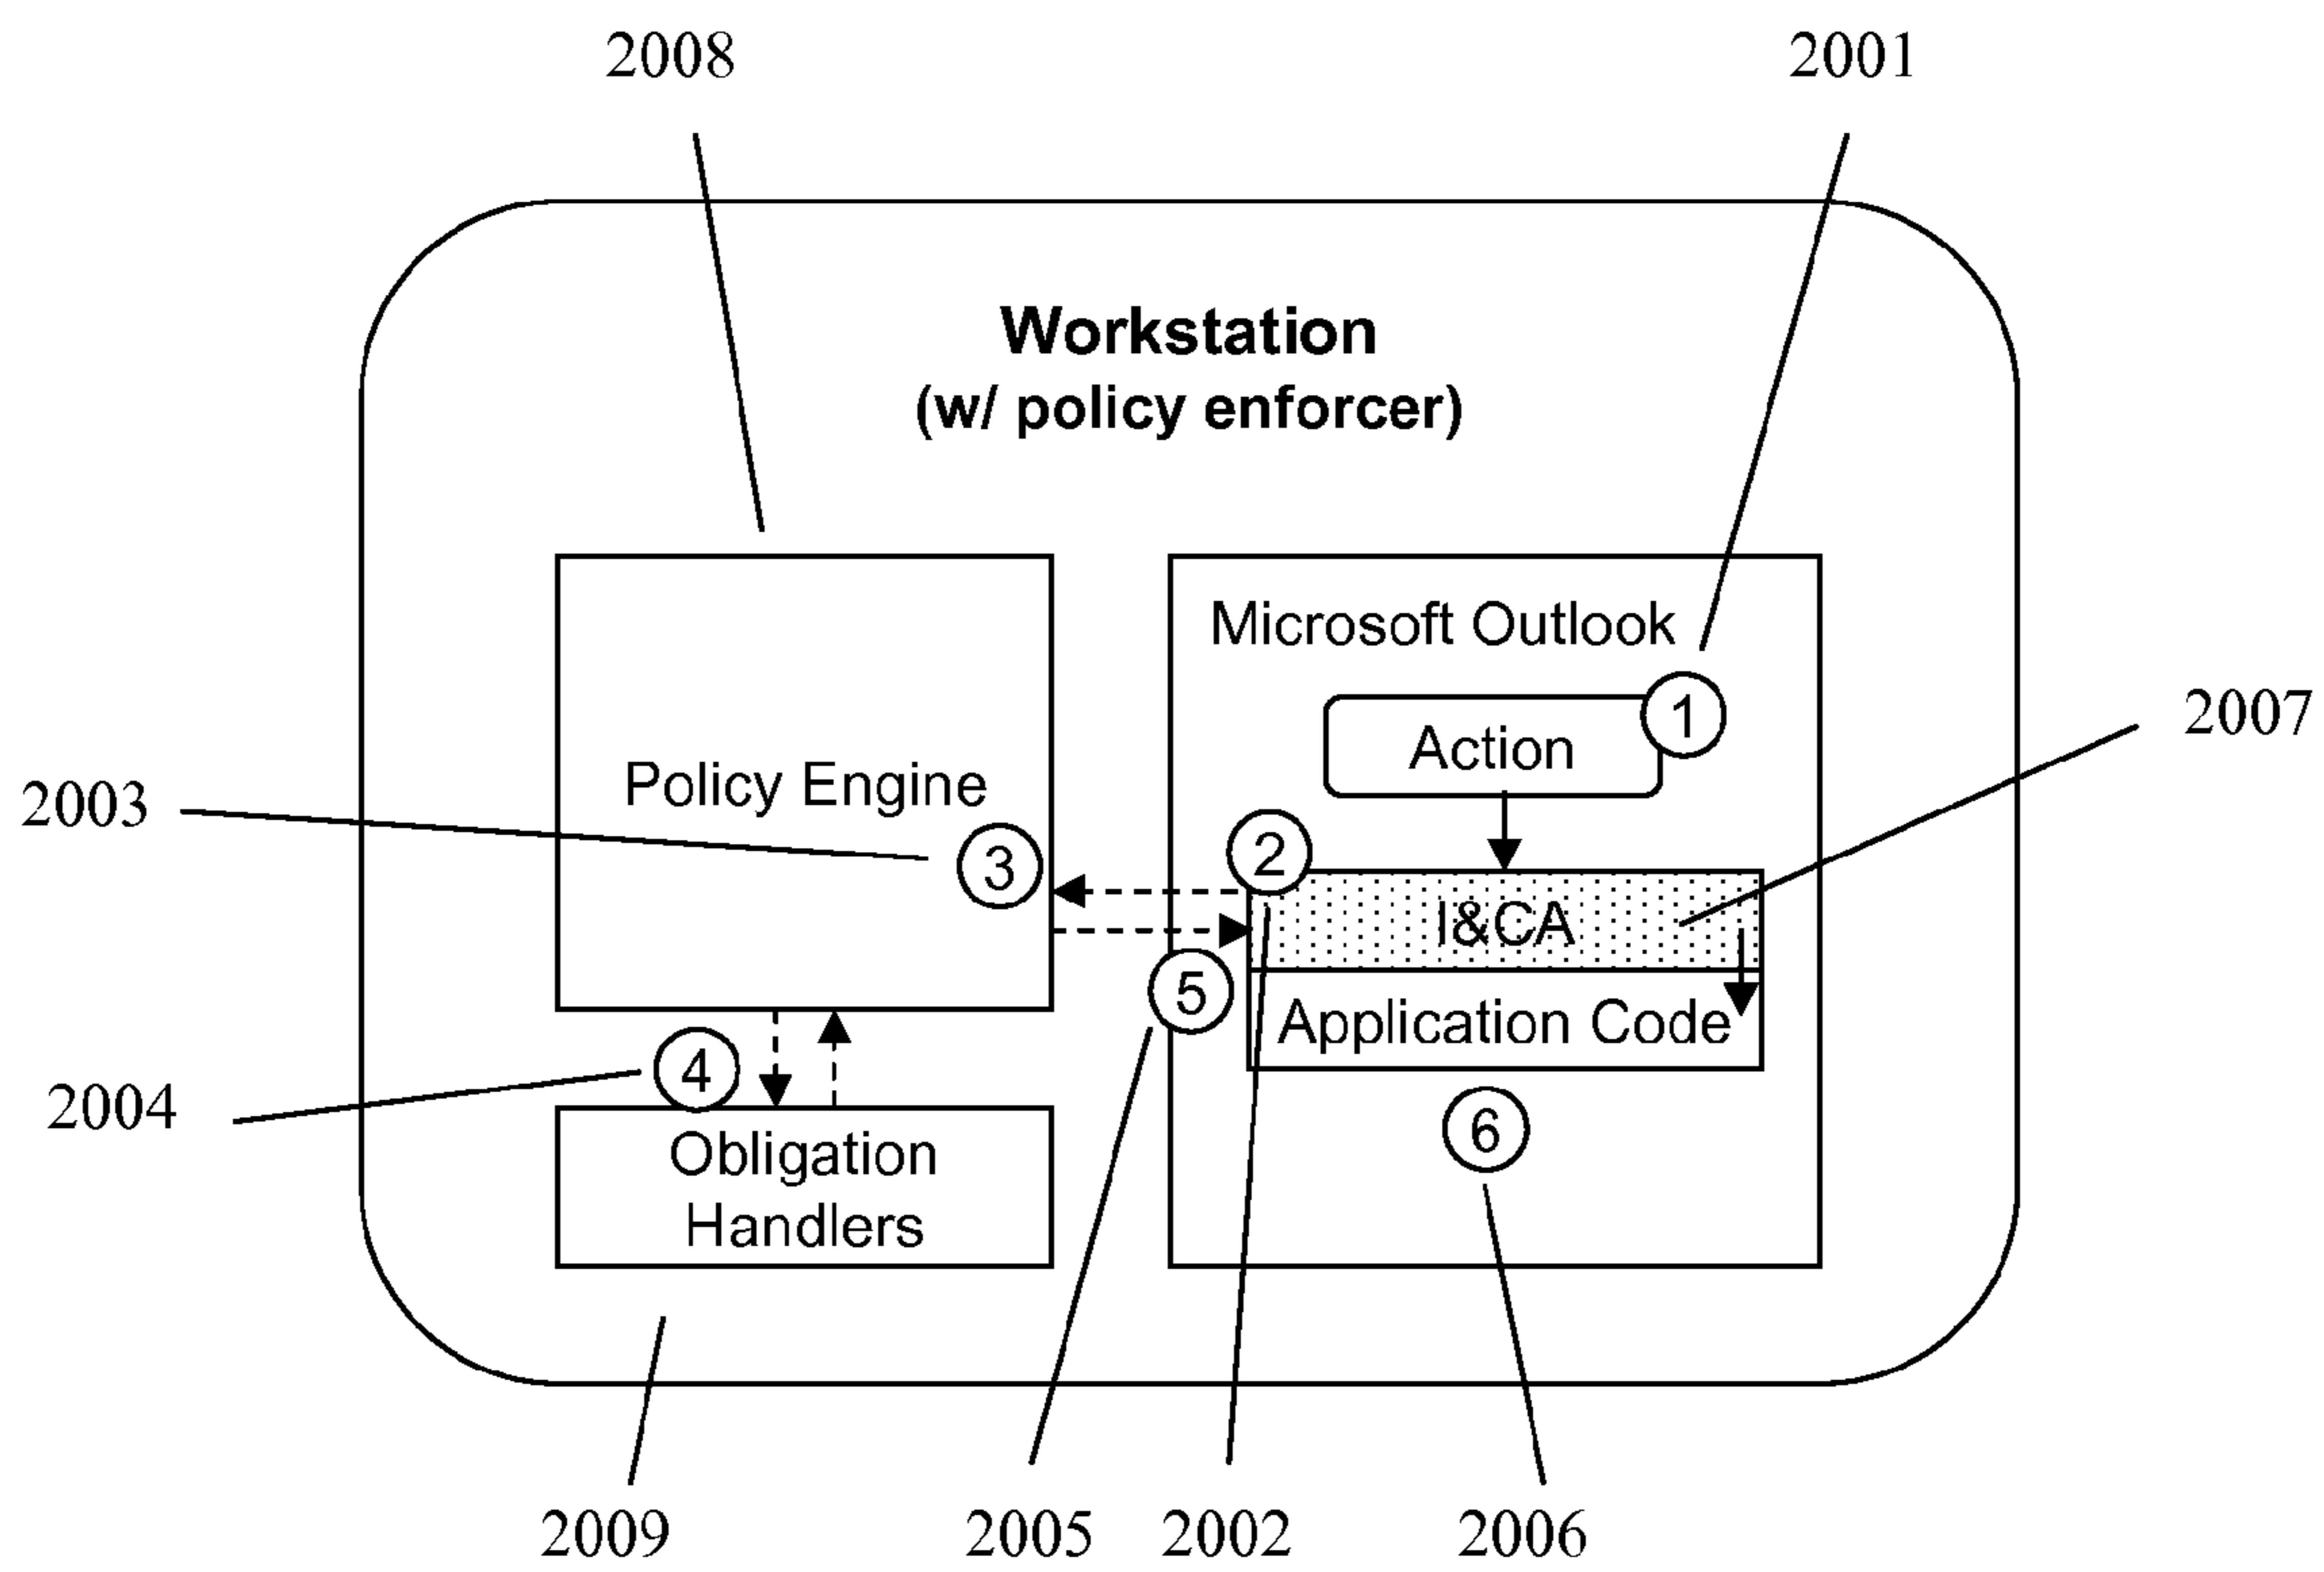 2008
2001
Workstation
(w/ policy enforcer)
Microsoft Outlook
1
2007
Action
Policy Engine
2003
2
3
I&CA
5
Application Code
4
2004
6
Obligation
Handlers
2009
2005
2002
2006